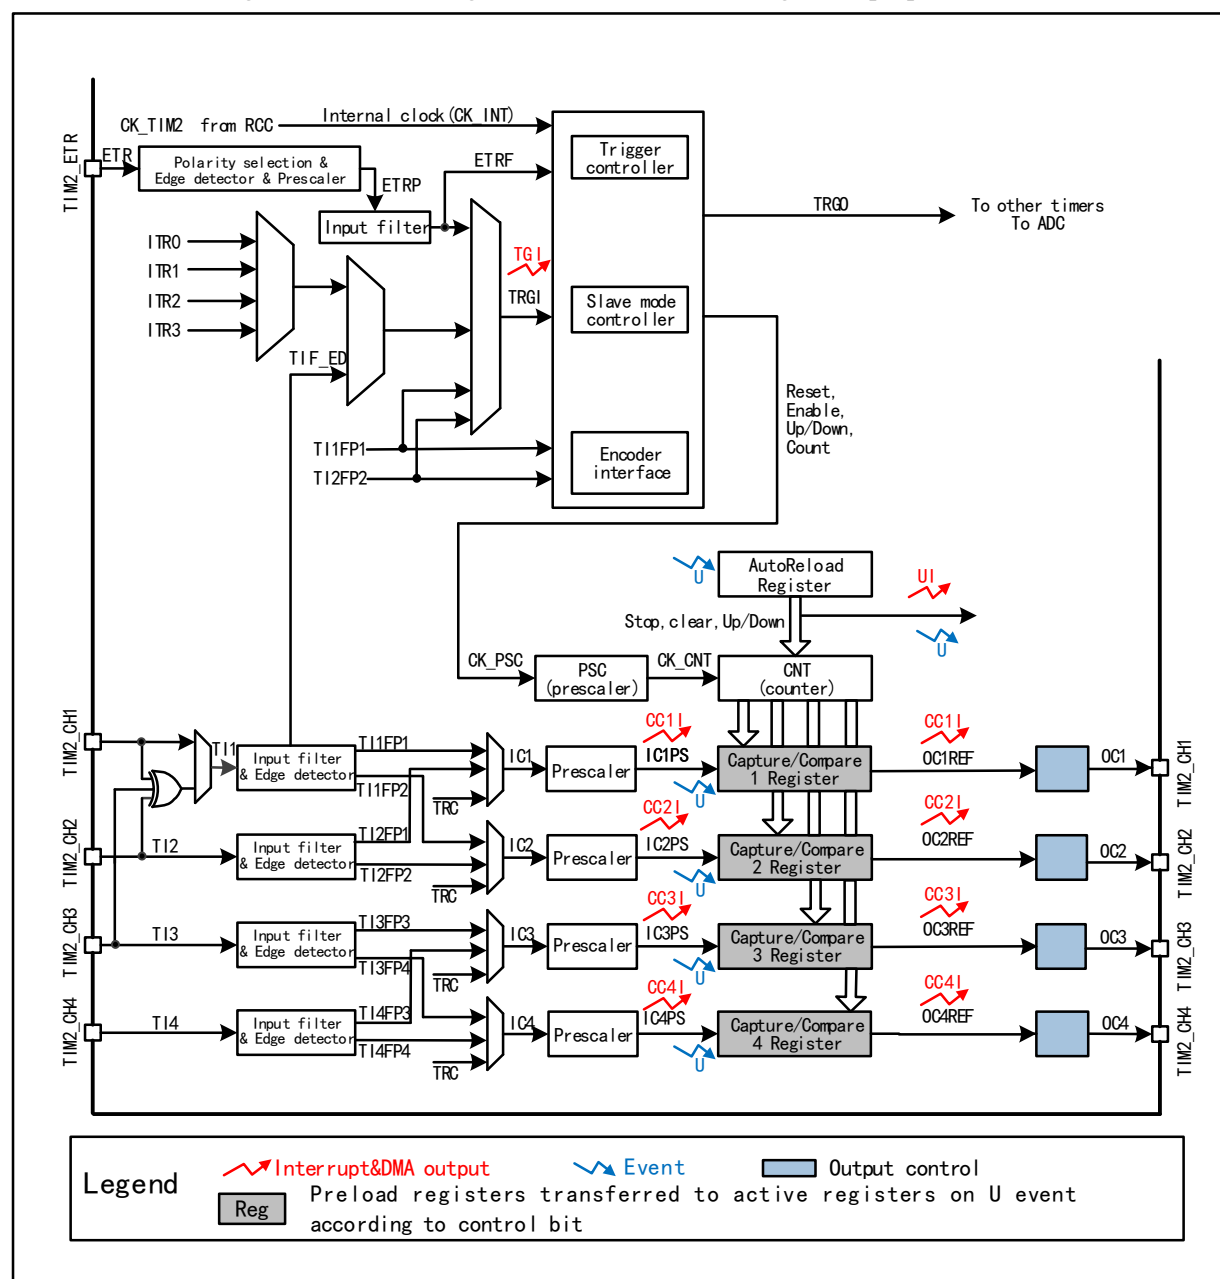 CK_TIM2 from RCC
Internal clock(CK_INT)
TIM2_ETR
ETR
Polarity selection &
Edge detector & Prescaler
ETRP
ETRF
Input filter
Trigger
controller
TRGO
To other timers
To ADC
ITR0
ITR1
ITR2
ITR3
TGI
TRGI
Slave mode
controller
TIF_ED
Reset,
Enable,
Up/Down,
Count
TI1FP1
TI2FP2
Encoder
interface
U
AutoReload
Register
UI
U
Stop,clear,Up/Down
CK_PSC
PSC
(prescaler)
CK_CNT
CNT
(counter)
TIM2_CH1
TI1
Input filter
& Edge detector
TI1FP1
TI1FP2
TRC
IC1
Prescaler
CC1I
IC1PS
U
Capture/Compare
1 Register
CC1I
OC1REF
OC1
TIM2_CH1
TIM2_CH2
TI2
Input filter
& Edge detector
TI2FP1
TI2FP2
TRC
IC2
Prescaler
CC2I
IC2PS
U
Capture/Compare
2 Register
CC2I
OC2REF
OC2
TIM2_CH2
TIM2_CH3
TI3
Input filter
& Edge detector
TI3FP3
TI3FP4
TRC
IC3
Prescaler
CC3I
IC3PS
U
Capture/Compare
3 Register
CC3I
OC3REF
OC3
TIM2_CH3
TIM2_CH4
TI4
Input filter
& Edge detector
TI4FP3
TI4FP4
TRC
IC4
Prescaler
CC4I
IC4PS
U
Capture/Compare
4 Register
CC4I
OC4REF
OC4
TIM2_CH4
Legend
Interrupt&DMA output
Event
Output control
Reg
Preload registers transferred to active registers on U event
according to control bit